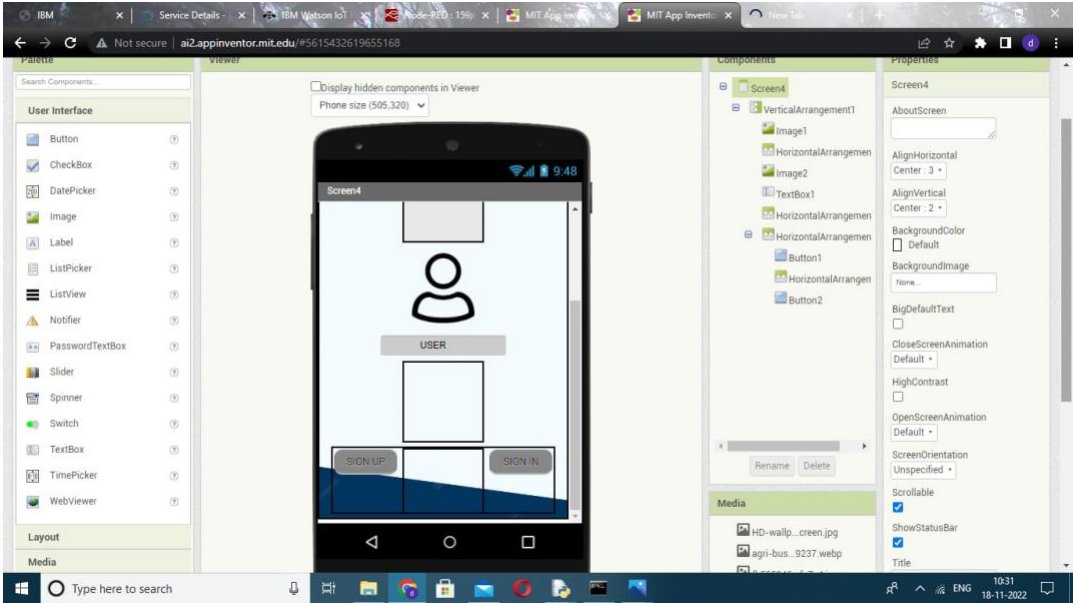 IBM
Service Details -
IBM Watson IoT
Node-RED : 159
MIT App Invento
MIT App Invento
New Tab
Not secure
ai2.appinventor.mit.edu/#5615432619655168
d
Palette
Search Components...
User Interface
Button
CheckBox
DatePicker
Image
Label
ListPicker
ListView
Notifier
PasswordTextBox
Slider
Spinner
Switch
TextBox
TimePicker
WebViewer
Layout
Media
Viewer
Display hidden components in Viewer
Phone size (505,320)
9:48
Screen4
USER
SIGN UP
SIGN IN
Components
Screen4
VerticalArrangement1
Image1
HorizontalArrangemen
Image2
TextBox1
HorizontalArrangemen
HorizontalArrangemen
Button1
HorizontalArrangen
Button2
Rename
Delete
Media
HD-wallp...creen.jpg
agri-bus...9237.webp
Properties
Screen4
AboutScreen
AlignHorizontal
Center : 3
AlignVertical
Center : 2
BackgroundColor
Default
BackgroundImage
None...
BigDefaultText
CloseScreenAnimation
Default
HighContrast
OpenScreenAnimation
Default
ScreenOrientation
Unspecified
Scrollable
ShowStatusBar
Title
Type here to search
ENG
10:31
18-11-2022